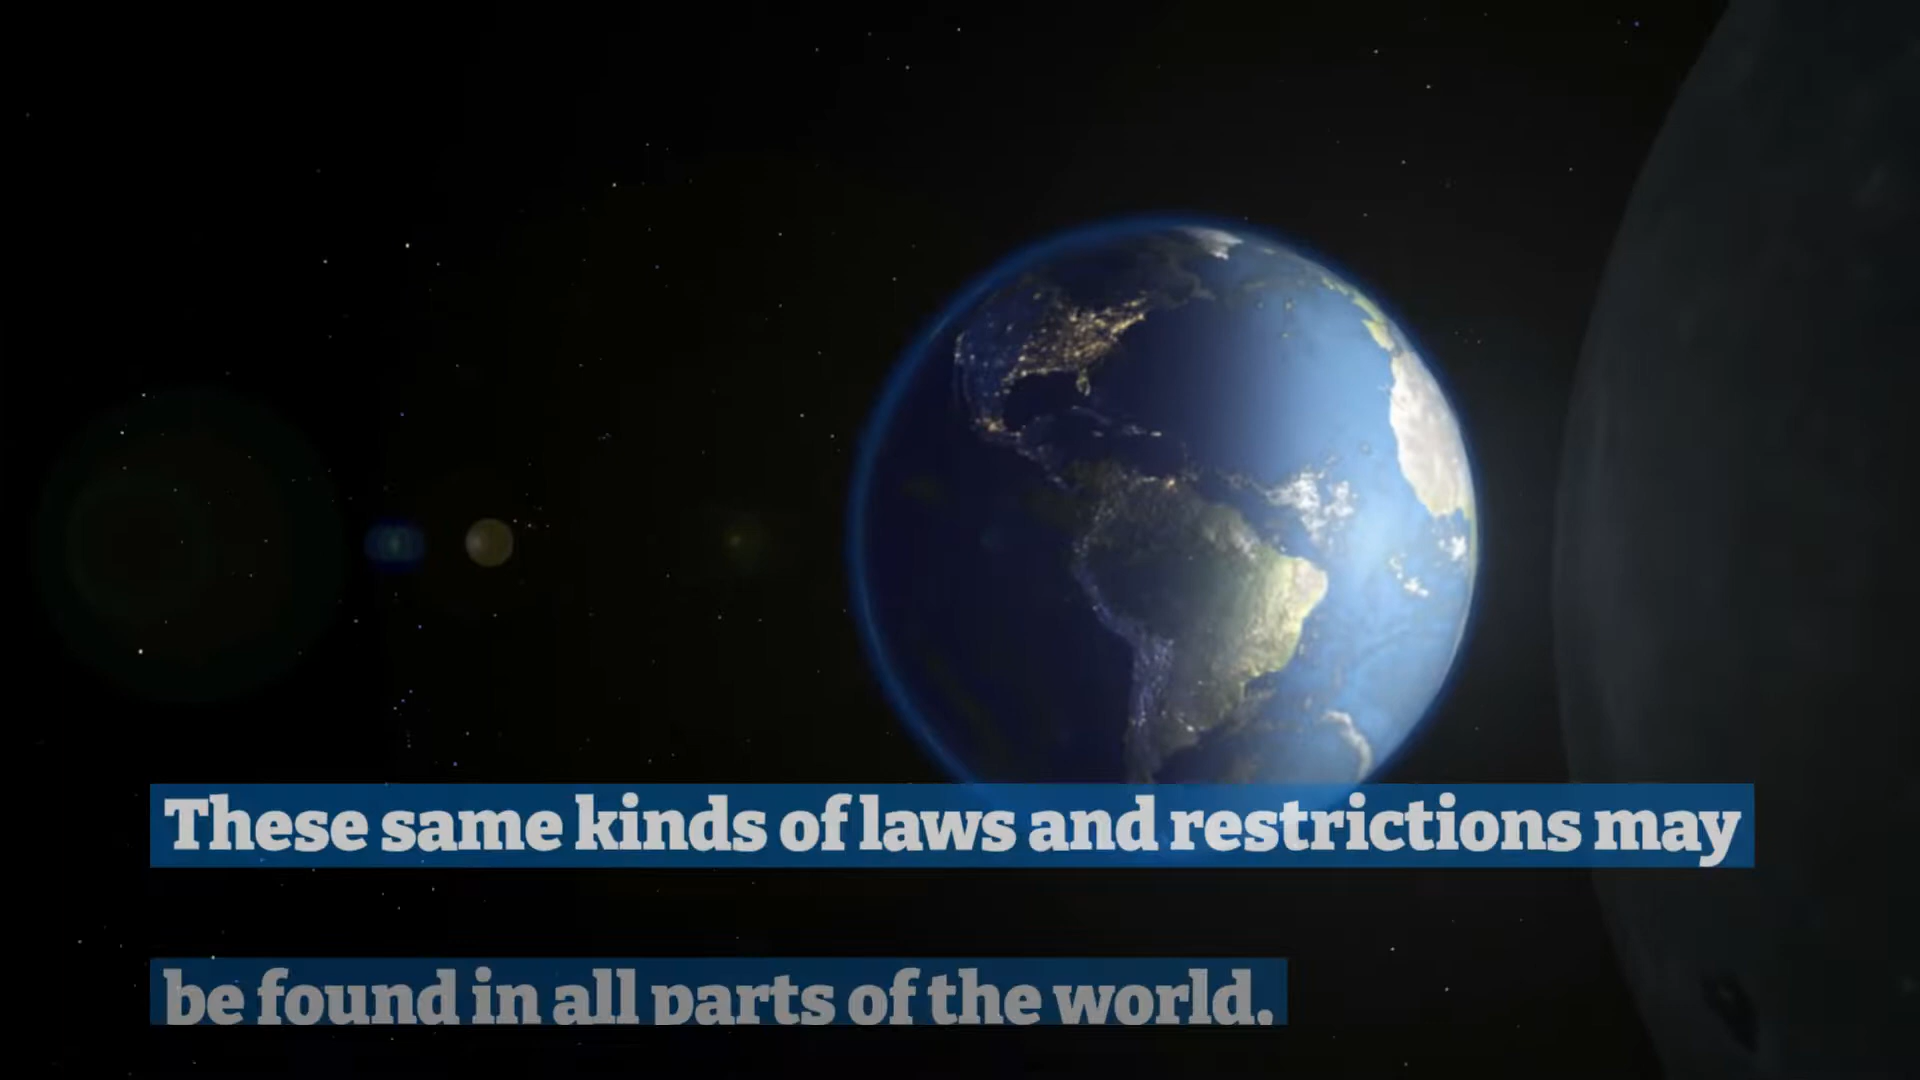 These same kinds of laws and restrictions may
be found in all parts of the world.